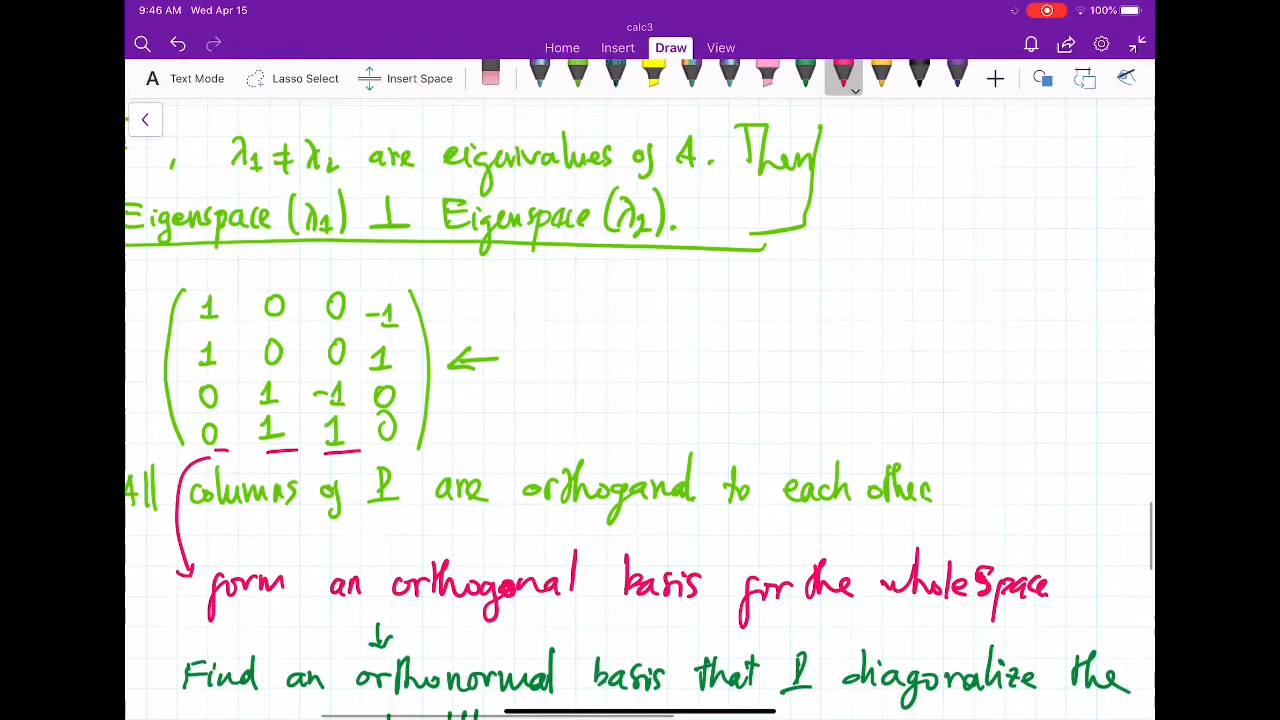 9:46 AM Wed Apr 15
100%
calc3
Home Insert Draw View
A Text Mode Lasso Select Insert Space
. λ1 ≠ λ2 are eigenvalues of A. Then
Eigenspace (λ1) ⊥ Eigenspace (λ2).
1 0 0 -1
1 0 0 1 ←
0 1 -1 0
0 1 1 0
All columns of P are orthogonal to each other
form an orthogonal basis for the whole space
↓
Find an orthonormal basis that P diagonalize the